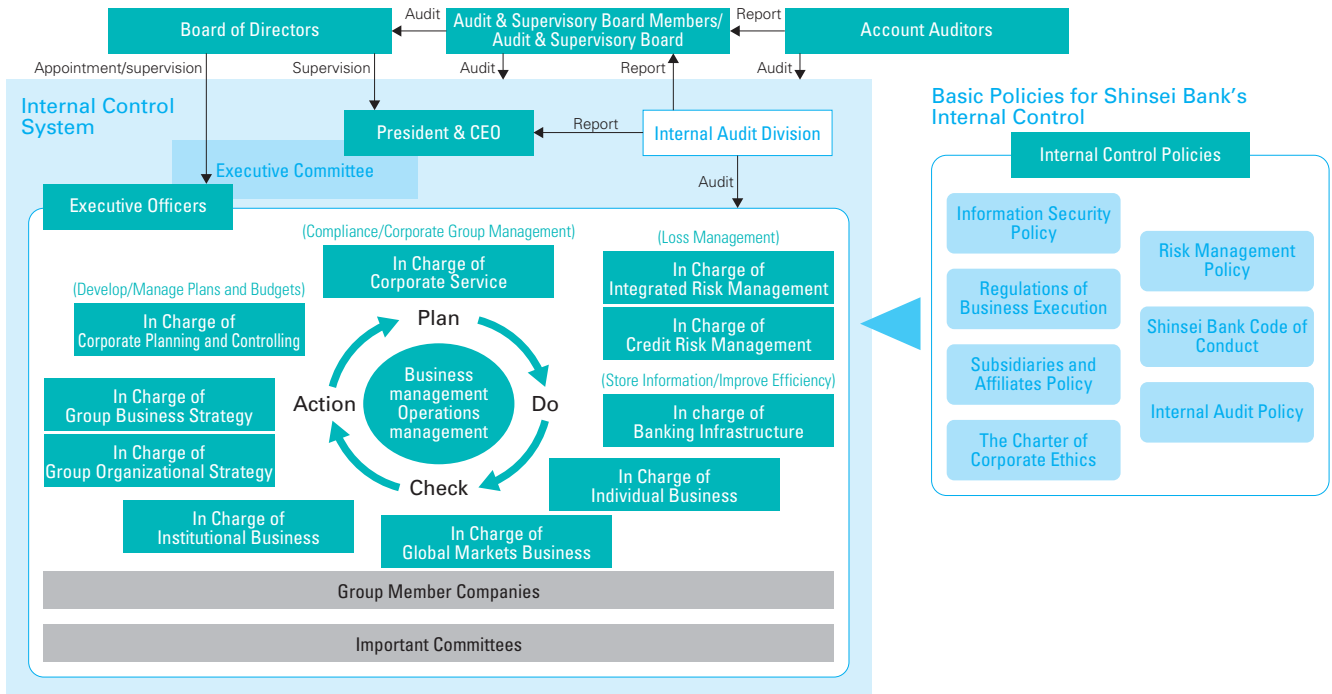 Board of Directors
Audit
Audit & Supervisory Board Members/
Audit & Supervisory Board
Report
Account Auditors
Appointment/supervision
Supervision
Audit
Report
Audit
Internal Control
System
President & CEO
Report
Internal Audit Division
Executive Committee
Audit
Executive Officers
(Compliance/Corporate Group Management)
In Charge of
Corporate Service
(Loss Management)
In Charge of
Integrated Risk Management
In Charge of
Credit Risk Management
(Develop/Manage Plans and Budgets)
In Charge of
Corporate Planning and Controlling
Plan
Business
management
Operations
management
Action
Do
Check
(Store Information/Improve Efficiency)
In charge of
Banking Infrastructure
In Charge of
Group Business Strategy
In Charge of
Group Organizational Strategy
In Charge of
Individual Business
In Charge of
Institutional Business
In Charge of
Global Markets Business
Group Member Companies
Important Committees
Basic Policies for Shinsei Bank's
Internal Control
Internal Control Policies
Information Security
Policy
Regulations of
Business Execution
Subsidiaries and
Affiliates Policy
The Charter of
Corporate Ethics
Risk Management
Policy
Shinsei Bank Code of
Conduct
Internal Audit Policy